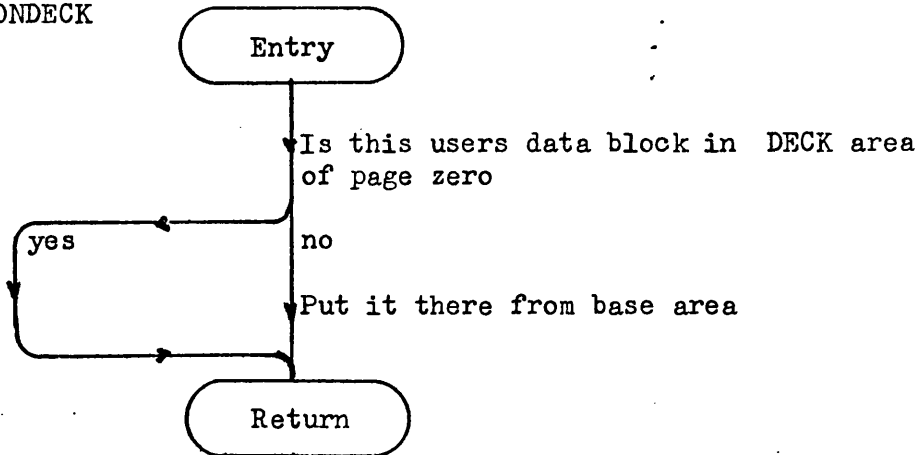 ONDECK
Entry
Is this users data block in DECK area
of page zero
yes
no
Put it there from base area
Return